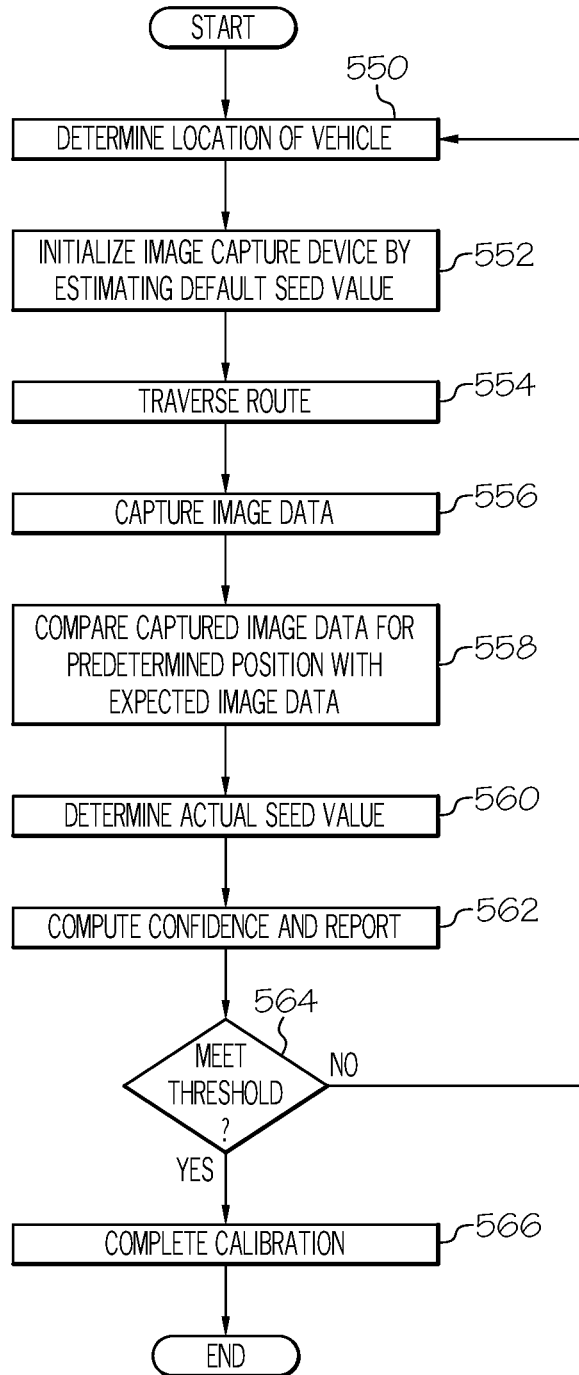 START
550
DETERMINE LOCATION OF VEHICLE
INITIALIZE IMAGE CAPTURE DEVICE BY
ESTIMATING DEFAULT SEED VALUE
552
TRAVERSE ROUTE
554
CAPTURE IMAGE DATA
556
COMPARE CAPTURED IMAGE DATA FOR
PREDETERMINED POSITION WITH
EXPECTED IMAGE DATA
558
DETERMINE ACTUAL SEED VALUE
560
COMPUTE CONFIDENCE AND REPORT
562
564
MEET
THRESHOLD
?
NO
YES
COMPLETE CALIBRATION
566
END